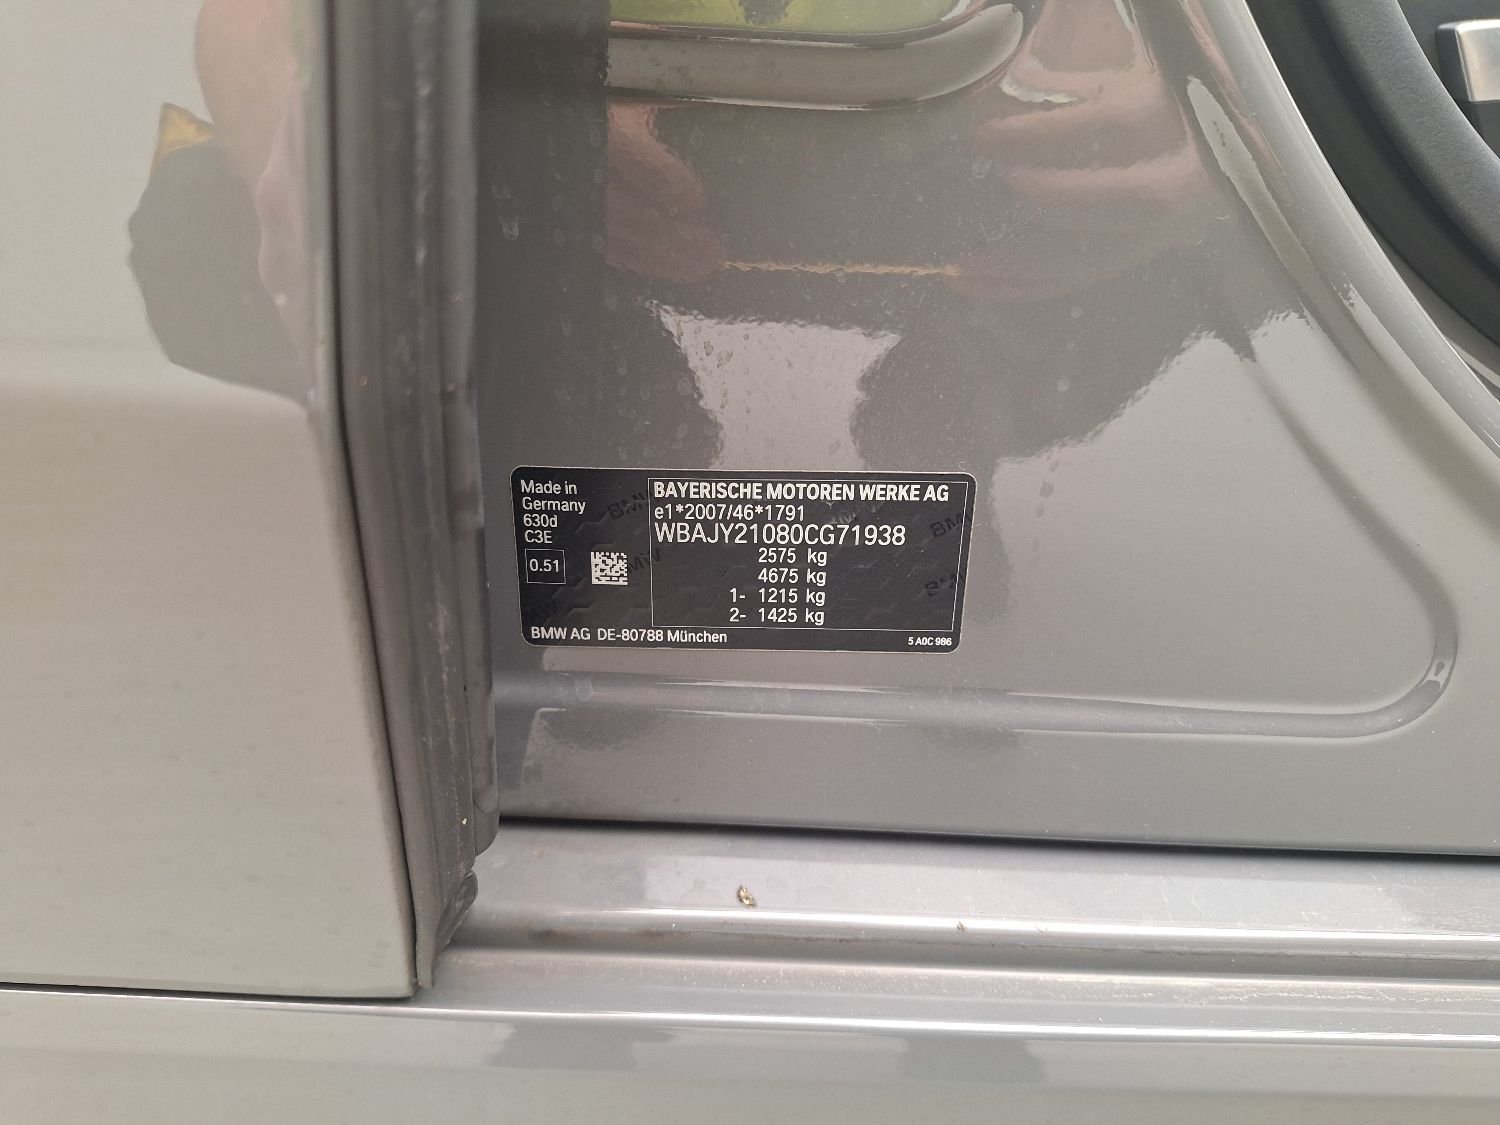 Made in
Germany
630d
C3E
0.51
BAYERISCHE MOTOREN WERKE AG
e1*2007/46*1791
WBAJY21080CG71938
2575 kg
4675 kg
1- 1215 kg
2- 1425 kg
BMW AG DE-80788 München
5 A0C 986